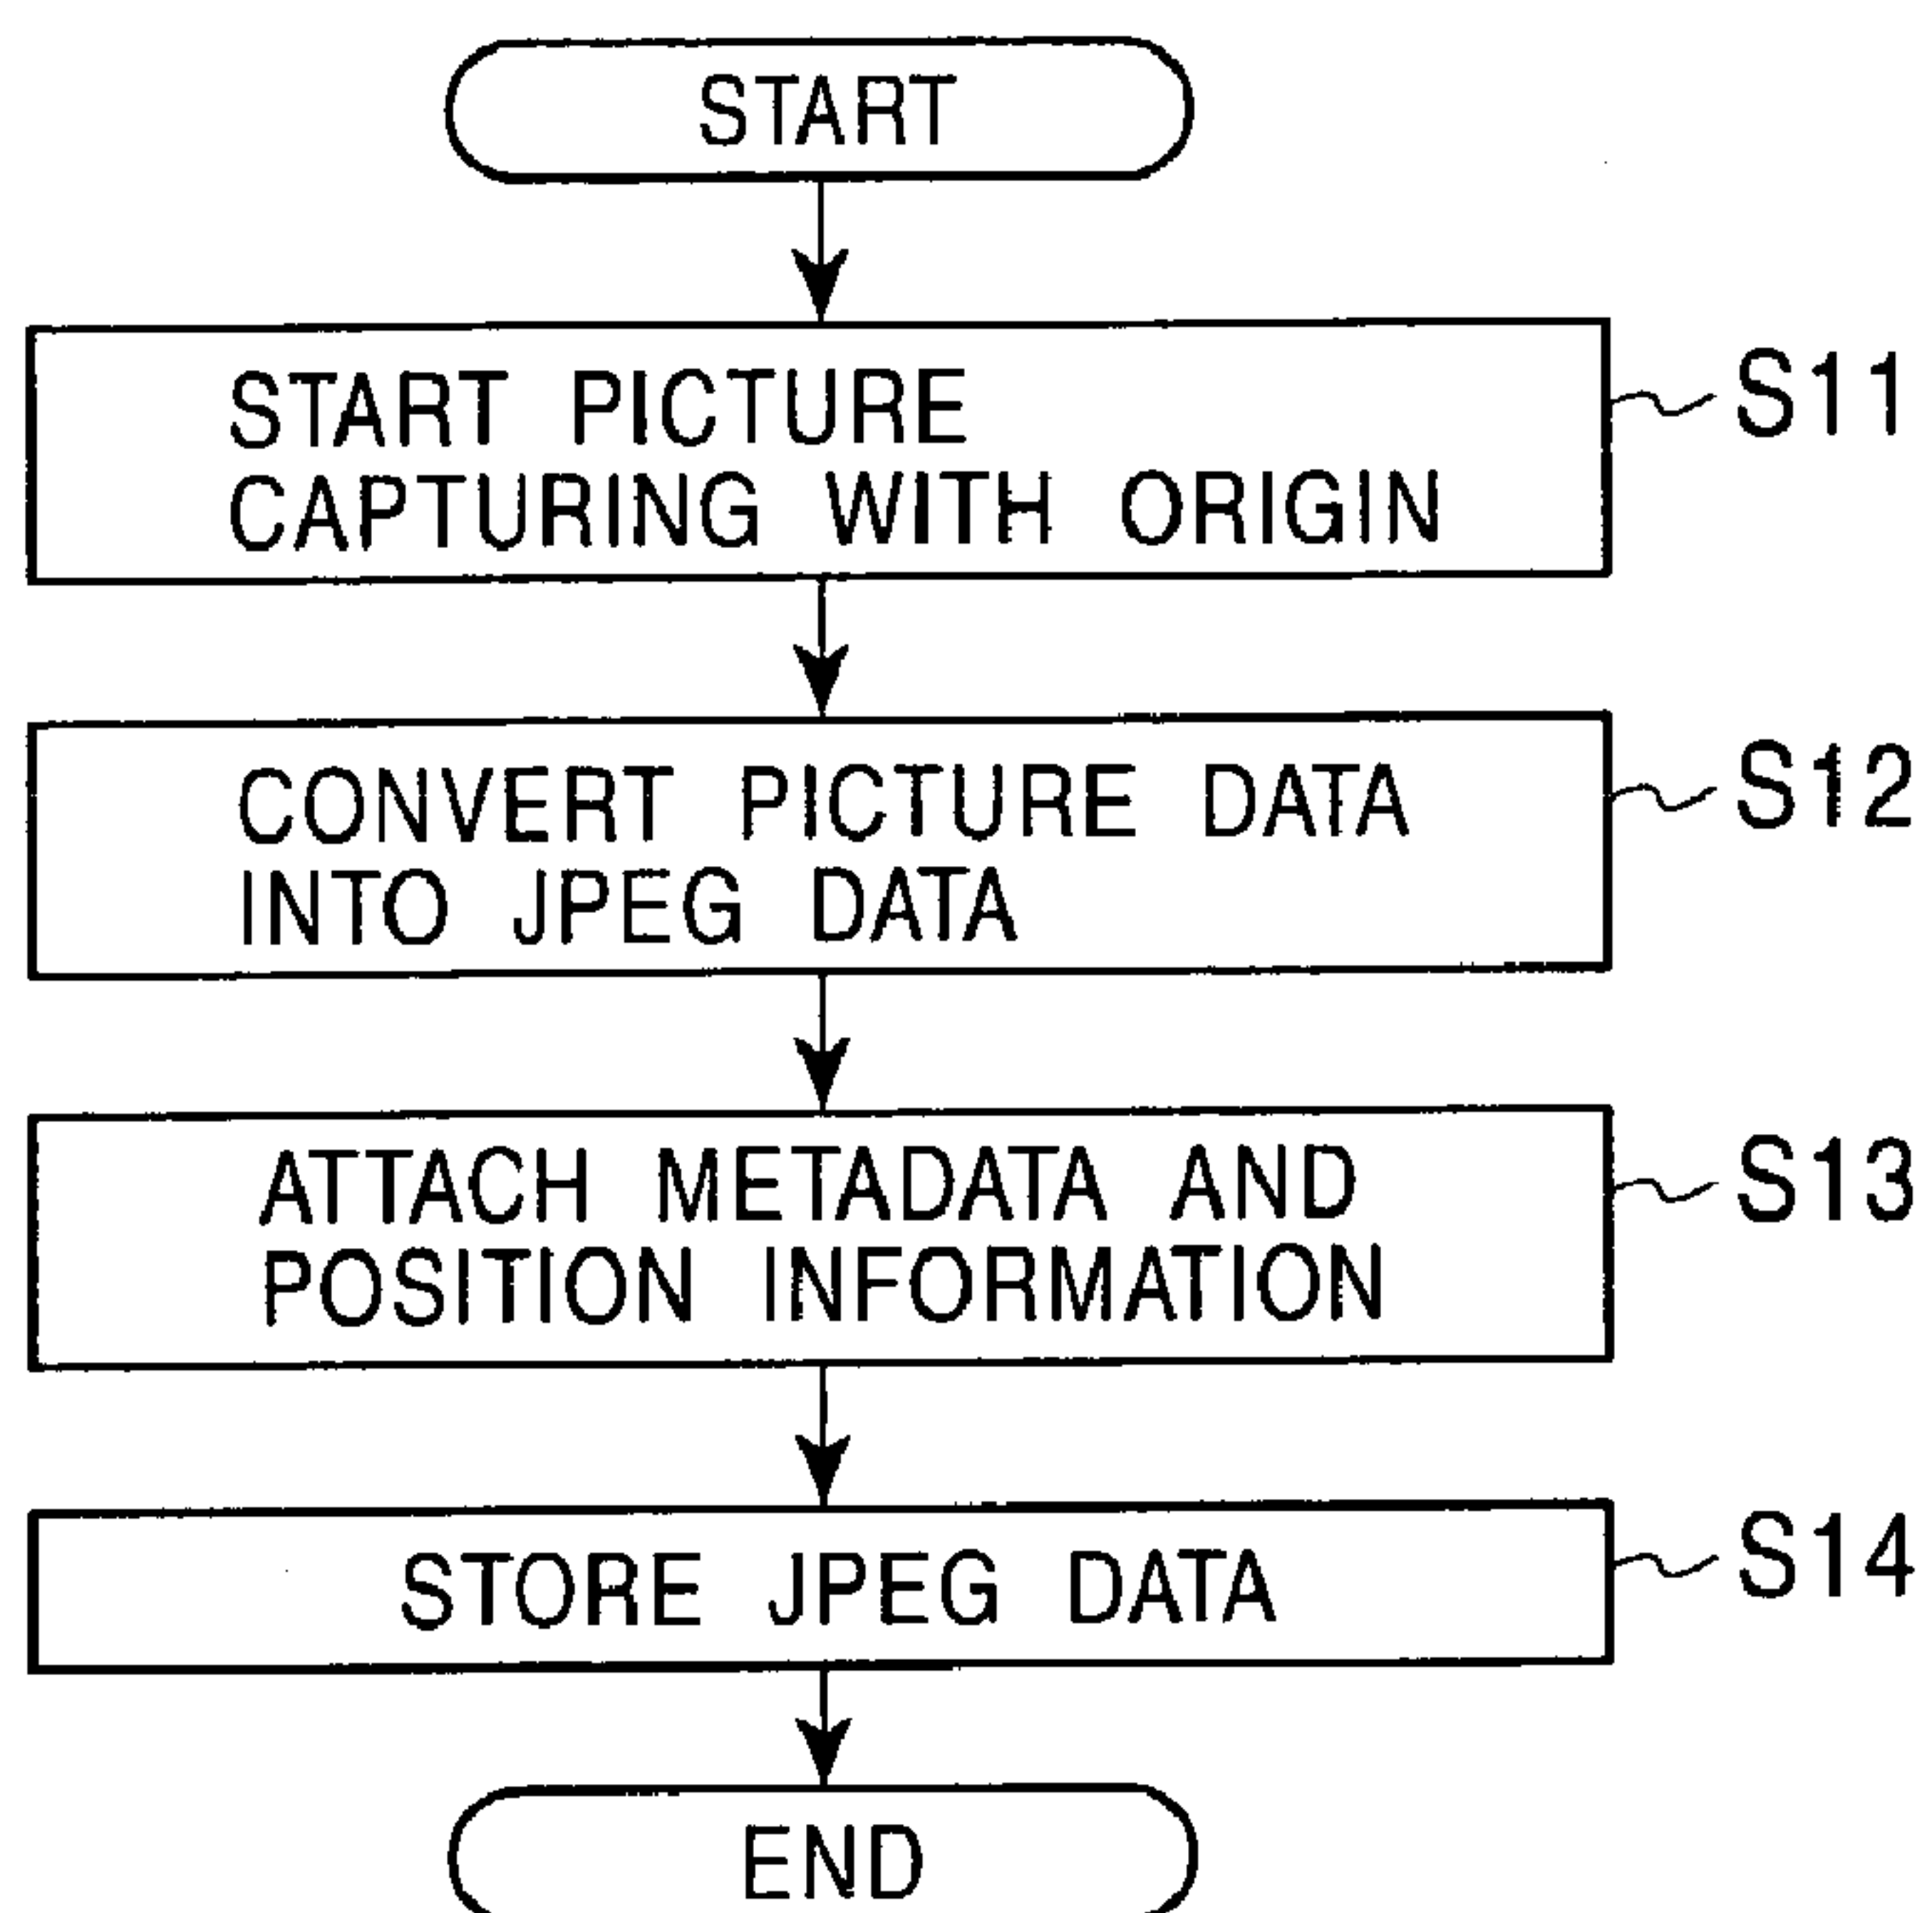 START
START PICTURE
CAPTURING WITH ORIGIN
S11
CONVERT PICTURE DATA
INTO JPEG DATA
S12
ATTACH METADATA AND
POSITION INFORMATION
S13
STORE JPEG DATA
S14
END